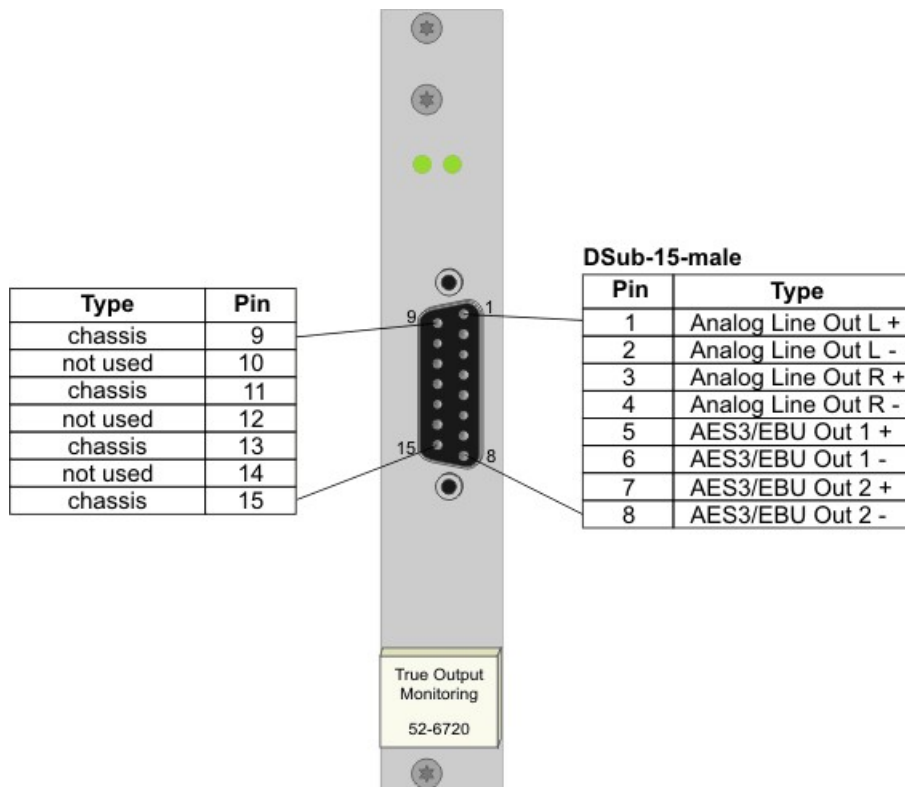 DSub-15-male
Type Pin
chassis 9
not used 10
chassis 11
not used 12
chassis 13
not used 14
chassis 15
9 1
15 8
Pin Type
1 Analog Line Out L +
2 Analog Line Out L -
3 Analog Line Out R +
4 Analog Line Out R -
5 AES3/EBU Out 1 +
6 AES3/EBU Out 1 -
7 AES3/EBU Out 2 +
8 AES3/EBU Out 2 -
True Output
Monitoring
52-6720